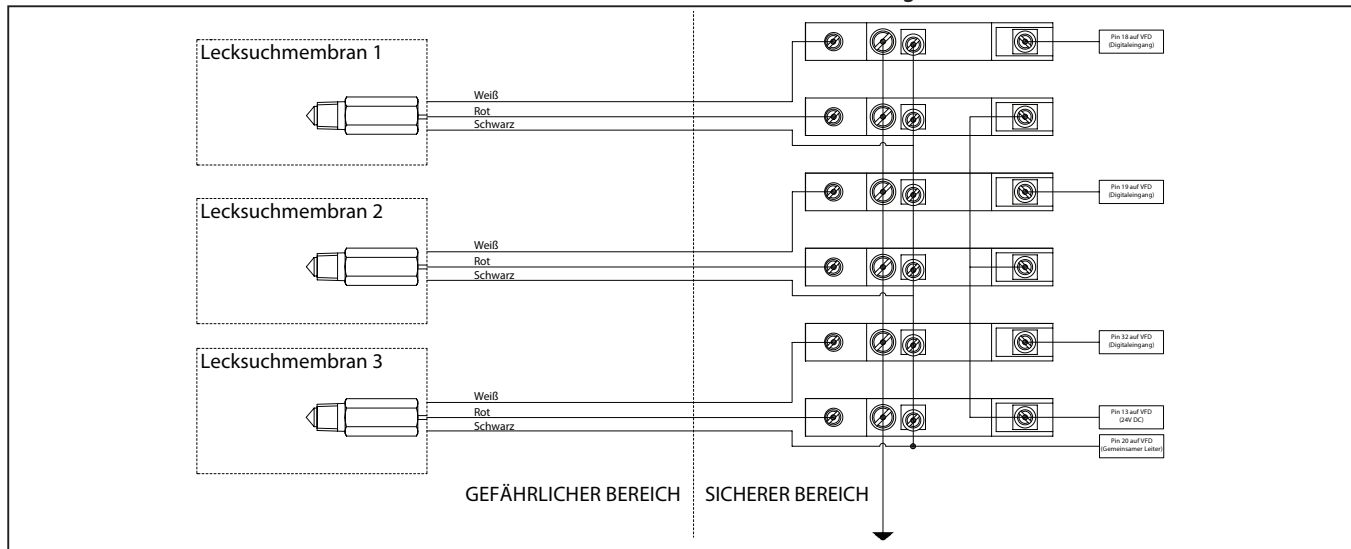 Lecksuchmembran 1
Weiß
Rot
Schwarz
Pin 18 auf VFD
(Digitaleingang)
Lecksuchmembran 2
Weiß
Rot
Schwarz
Pin 19 auf VFD
(Digitaleingang)
Lecksuchmembran 3
Weiß
Rot
Schwarz
Pin 32 auf VFD
(Digitaleingang)
Pin 13 auf VFD
(24V DC)
Pin 20 auf VFD
(Gemeinsamer Leiter)
GEFÄHRLICHER BEREICH
SICHERER BEREICH